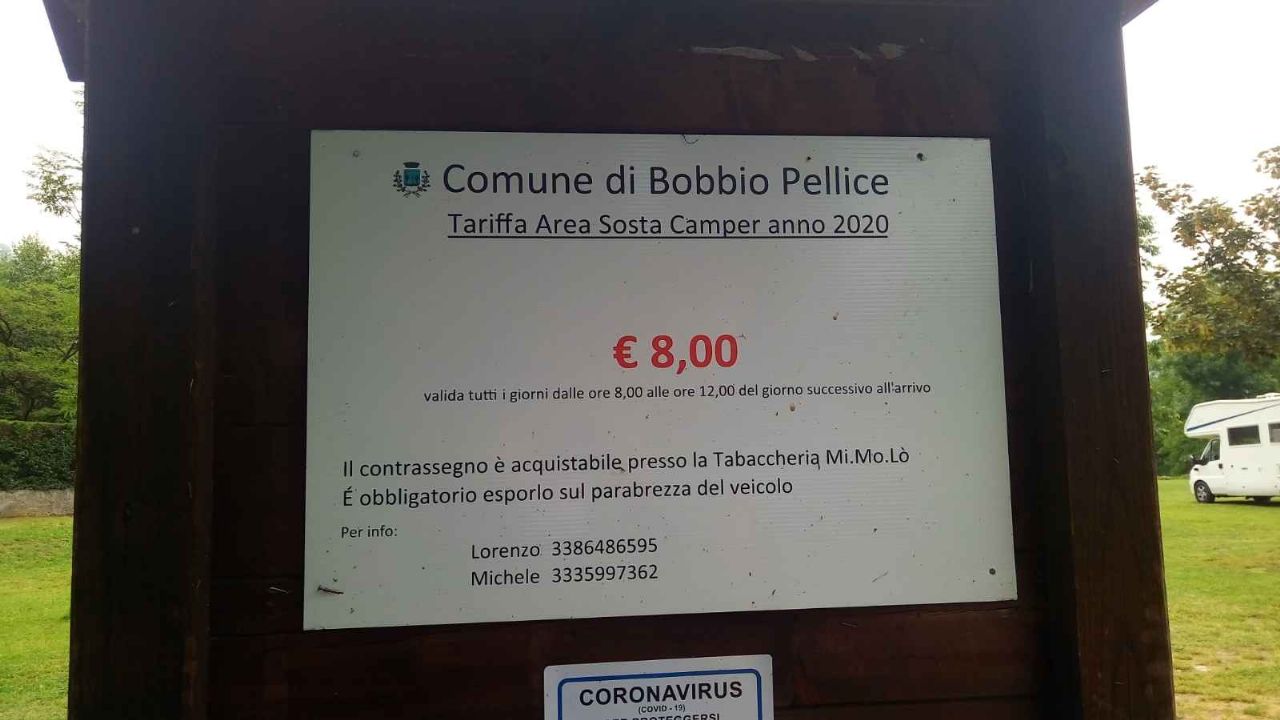 Comune di Bobbio Pellice
Tariffa Area Sosta Camper anno 2020
€ 8,00
valida tutti i giorni dalle ore 8,00 alle ore 12,00 del giorno successivo all'arrivo
Il contrassegno è acquistabile presso la Tabaccheria Mi.Mo.Lò
É obbligatorio esporlo sul parabrezza del veicolo
Per info:
Lorenzo 3386486595
Michele 3335997362
CORONAVIRUS
(COVID - 19)
PROTEGGERSI